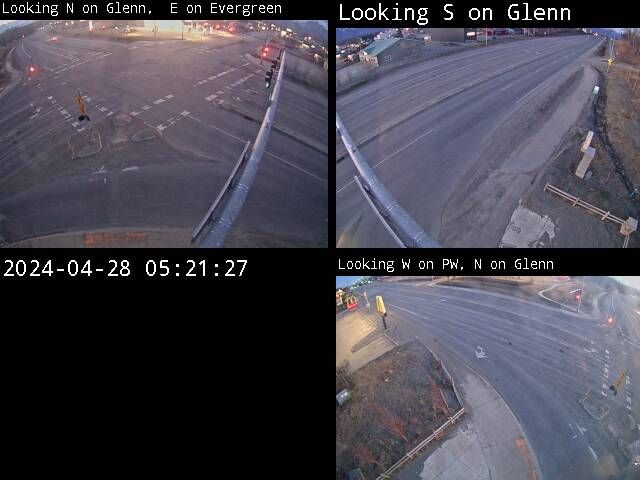 Looking N on Glenn,  E on Evergreen
Looking S on Glenn
2024-04-28 05:21:27
Looking W on PW, N on Glenn